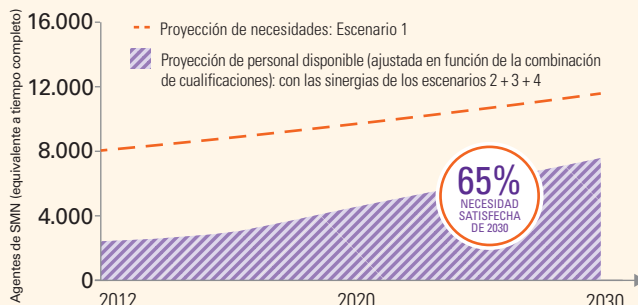 Agentes de SMN (equivalente a tiempo completo)
16.000
12.000
8.000
4.000
0
Proyección de necesidades: Escenario 1
Proyección de personal disponible (ajustada en función de la combinación
de cualificaciones): con las sinergias de los escenarios 2 + 3 + 4
65%
NECESIDAD
SATISFECHA
DE 2030
2012
2020
2030